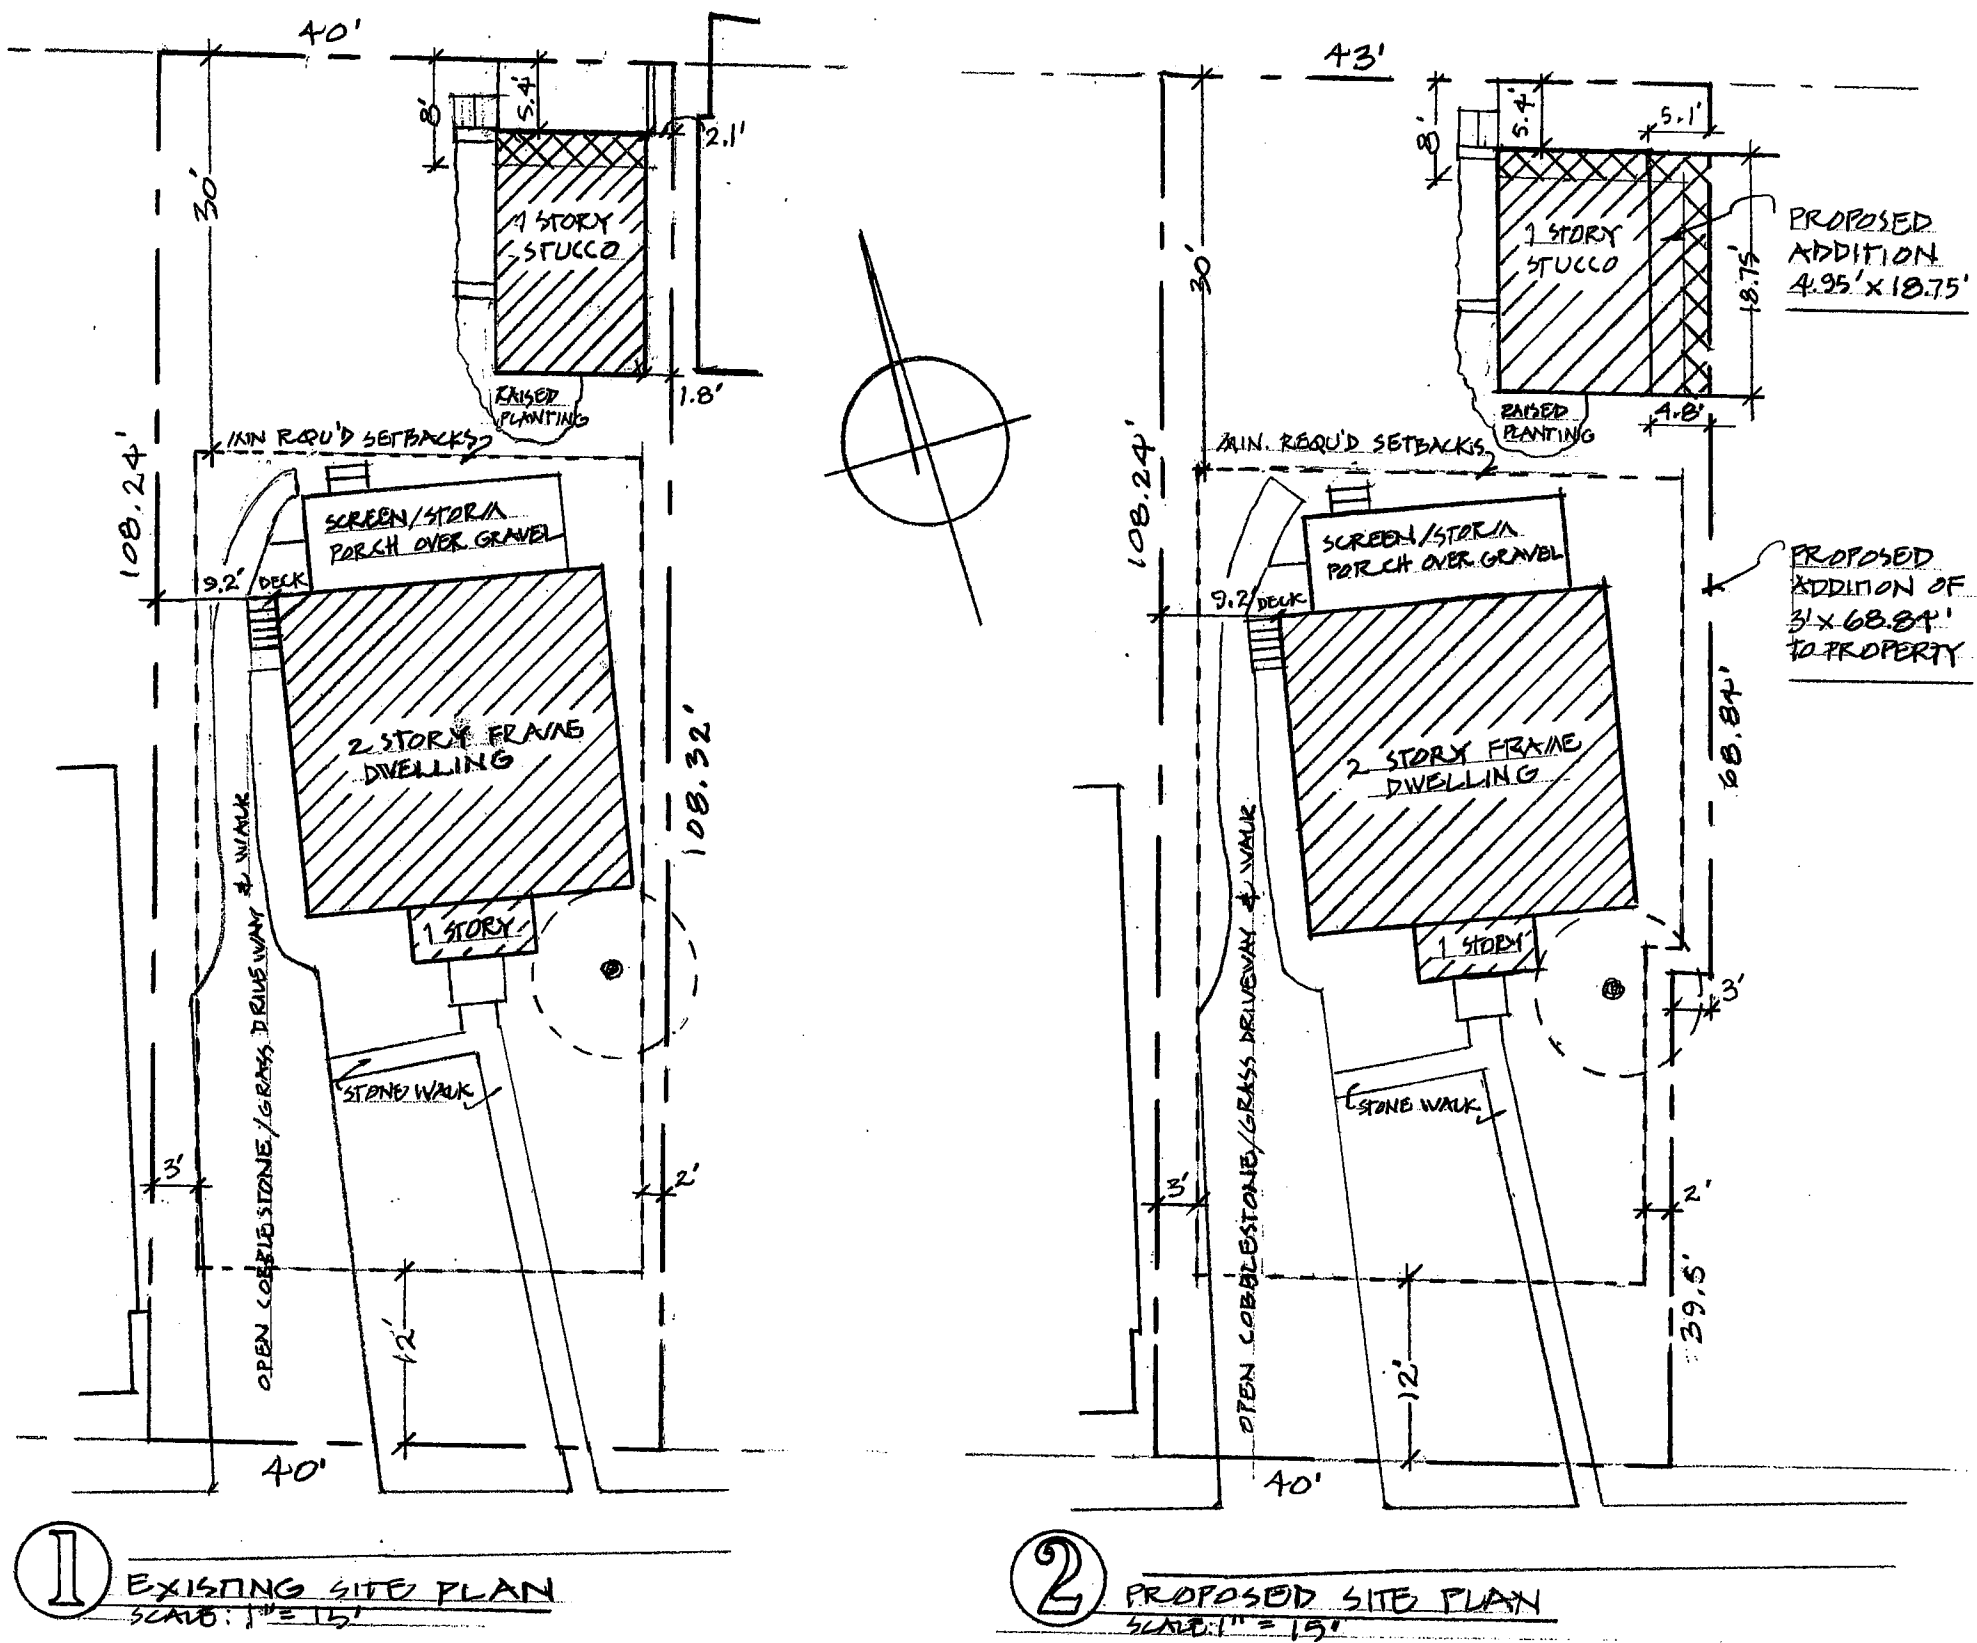 40'
8'
5.4'
2.1'
30'
1 STORY
STUCCO
1.8'
RAISED
PLANTING
MIN REQU'D SETBACKS
108.24'
SCREEN/STORM
PORCH OVER GRAVEL
9.2'
DECK
2 STORY FRAME
DWELLING
108.32'
1 STORY
OPEN COBBLESTONE/GRASS DRIVEWAY & WALK
STONE WALK
3'
2'
12'
40'
1
EXISTING SITE PLAN
SCALE: 1" = 15'
43'
8'
5.4'
5.1'
30'
1 STORY
STUCCO
18.75'
PROPOSED
ADDITION
4.95' x 18.75'
4.8'
RAISED
PLANTING
MIN. REQU'D SETBACKS
108.24'
SCREEN/STORM
PORCH OVER GRAVEL
9.2'
DECK
PROPOSED
ADDITION OF
3' x 68.84'
TO PROPERTY
68.84'
2 STORY FRAME
DWELLING
1 STORY
3'
OPEN COBBLESTONE/GRASS DRIVEWAY & WALK
STONE WALK
3'
2'
39.5'
12'
40'
2
PROPOSED SITE PLAN
SCALE: 1" = 15'